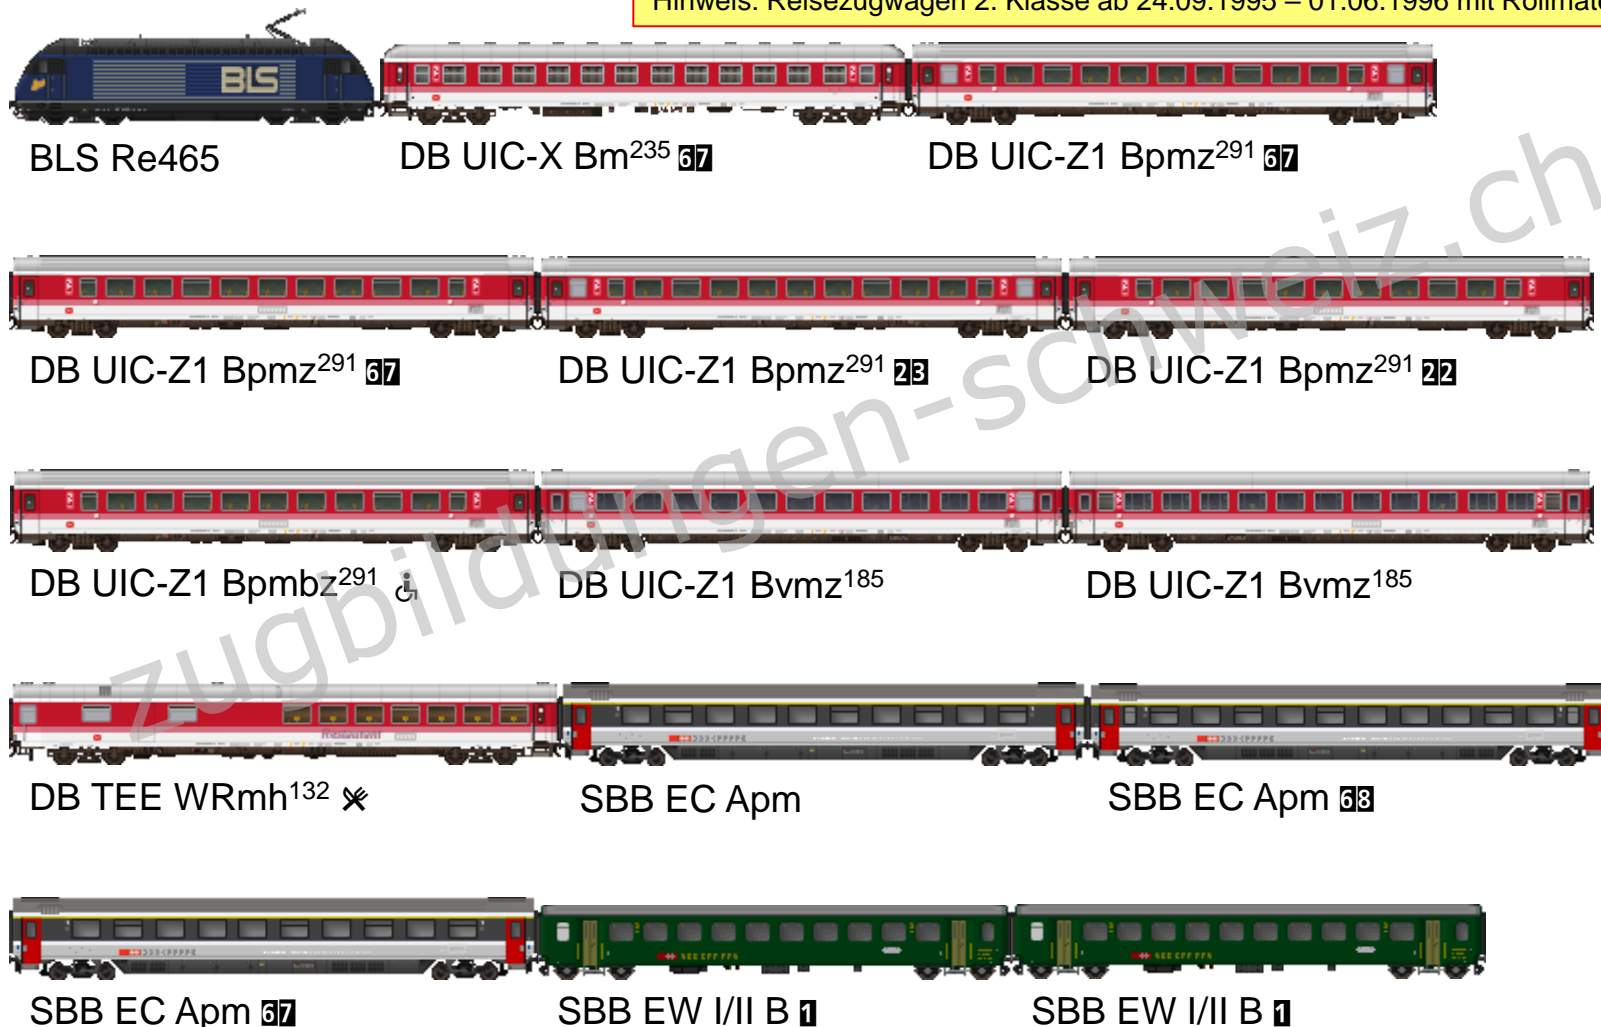 Hinweis: Reisezugwagen 2. Klasse ab 24.09.1995 – 01.06.1996 mit Rollmate
BLS
BLS Re465
DB UIC-X Bm235 67
DB UIC-Z1 Bpmz291 67
DB UIC-Z1 Bpmz291 67
DB UIC-Z1 Bpmz291 23
DB UIC-Z1 Bpmz291 22
DB UIC-Z1 Bpmbz291
DB UIC-Z1 Bvmz185
DB UIC-Z1 Bvmz185
Restaurant
DB TEE WRmh132
SBB EC Apm
SBB EC Apm 68
SBB EC Apm 67
SBB EW I/II B 1
SBB EW I/II B 1
zugbildungen-schweiz.ch